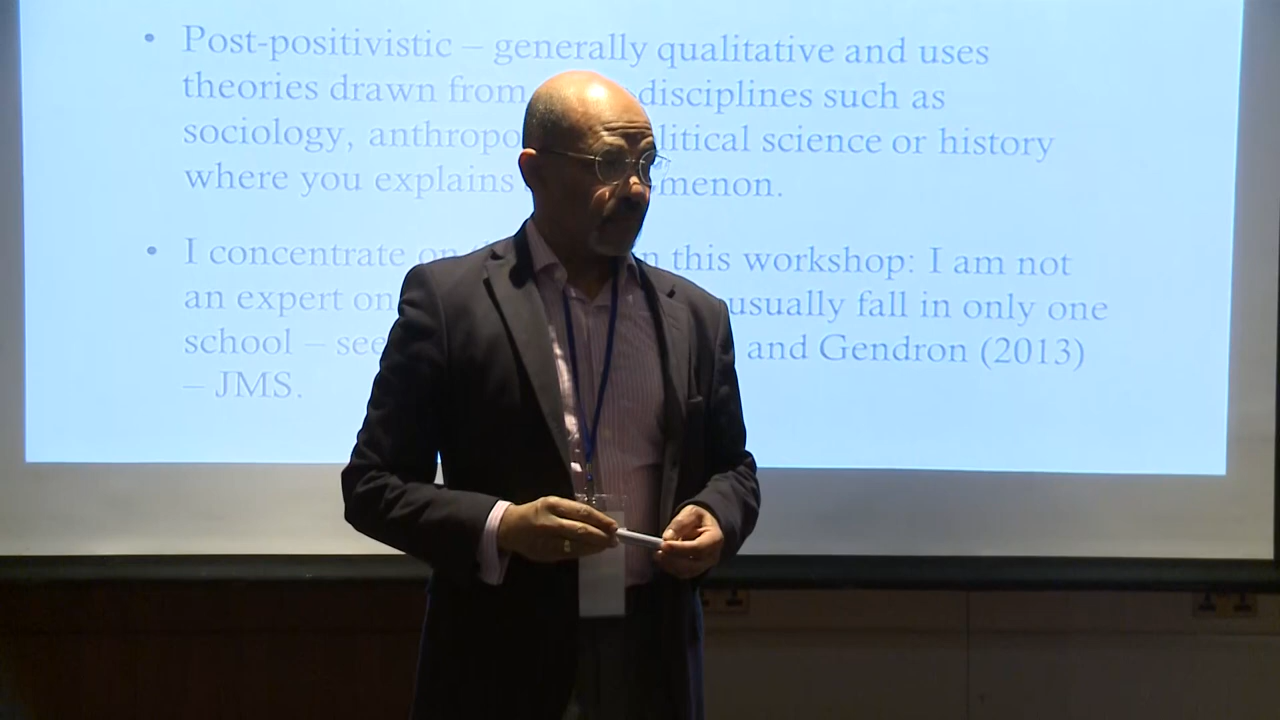 • Post-positivistic – generally qualitative and uses
theories drawn from disciplines such as
sociology, anthropo litical science or history
where you explains menon.
• I concentrate on n this workshop: I am not
an expert on usually fall in only one
school – see and Gendron (2013)
– JMS.